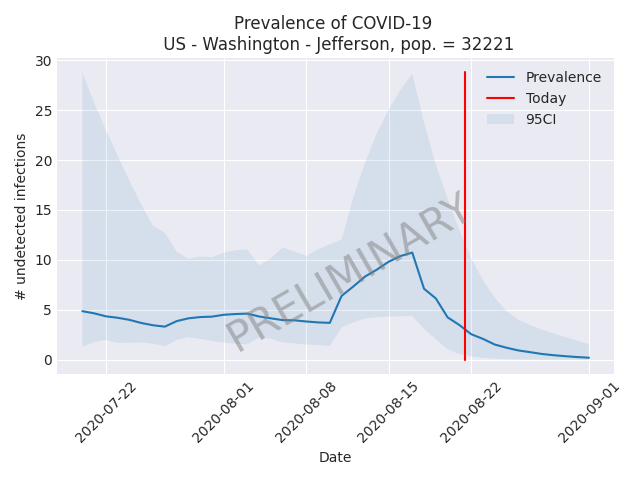 Prevalence of COVID-19
US - Washington - Jefferson, pop. = 32221
30
25
20
15
10
5
0
# undetected infections
Prevalence
Today
95CI
PRELIMINARY
2020-07-22
2020-08-01
2020-08-08
2020-08-15
2020-08-22
2020-09-01
Date